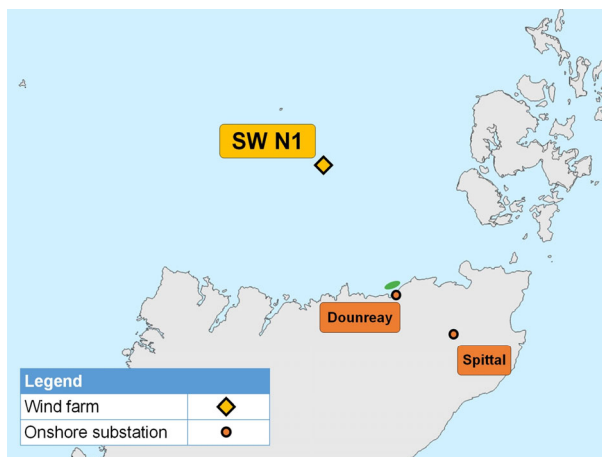 SW N1
Dounreay
Spittal
Legend
Wind farm
Onshore substation